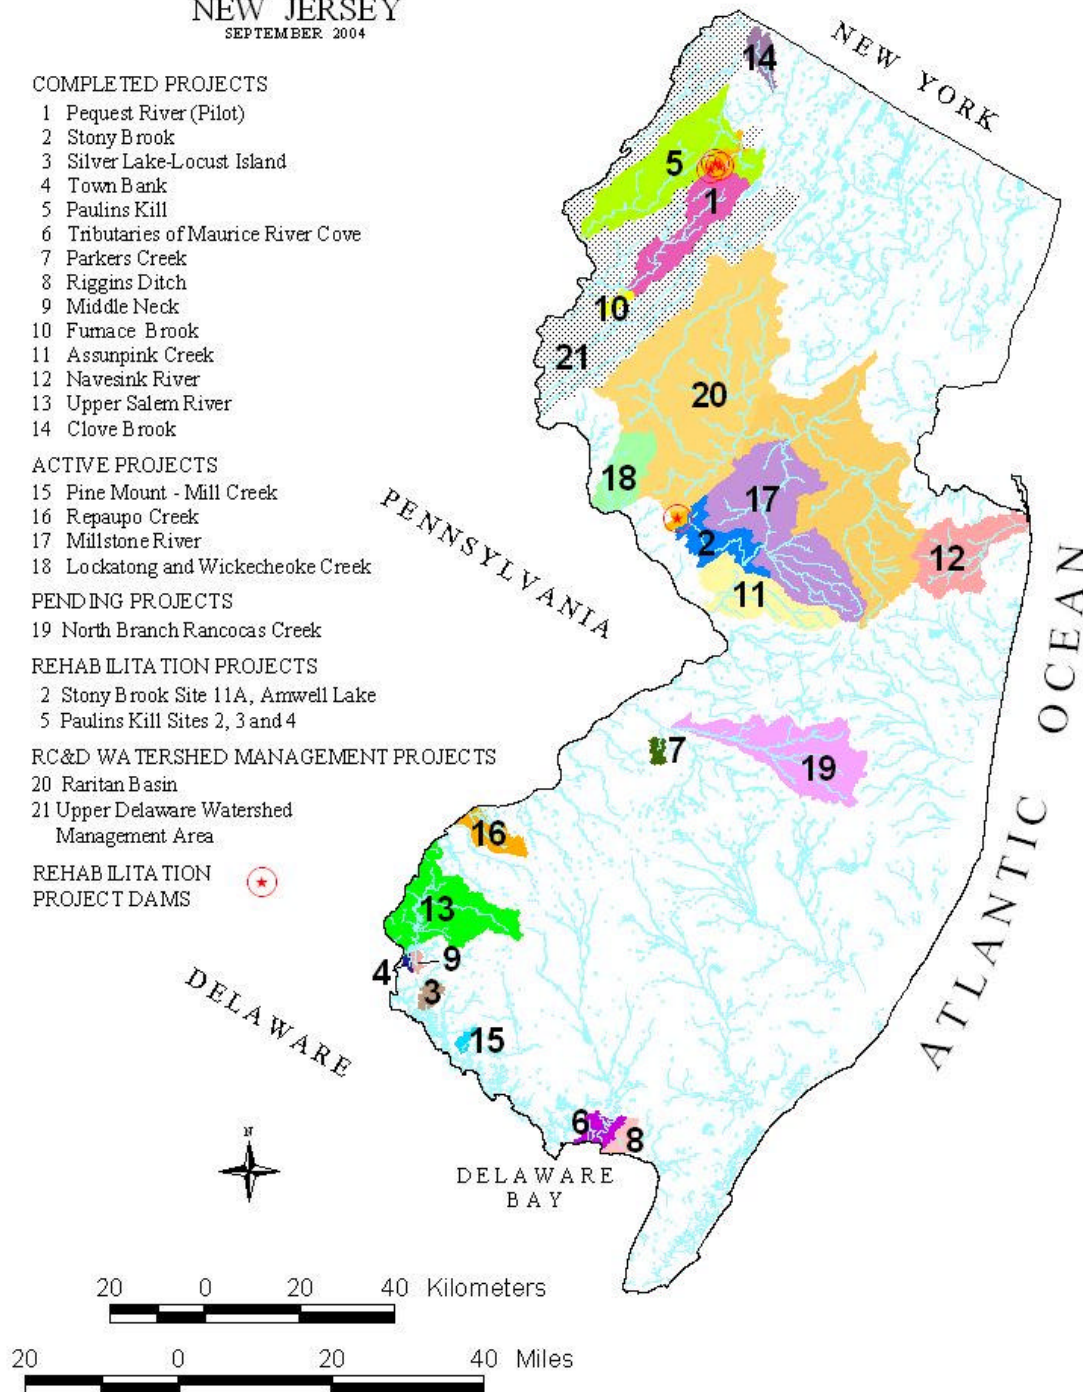 NEW JERSEY
SEPTEMBER 2004
COMPLETED PROJECTS
1 Pequest River (Pilot)
2 Stony Brook
3 Silver Lake-Locust Island
4 Town Bank
5 Paulins Kill
6 Tributaries of Maurice River Cove
7 Parkers Creek
8 Riggins Ditch
9 Middle Neck
10 Furnace Brook
11 Assunpink Creek
12 Navesink River
13 Upper Salem River
14 Clove Brook
ACTIVE PROJECTS
15 Pine Mount - Mill Creek
16 Repaupo Creek
17 Millstone River
18 Lockatong and Wickecheoke Creek
PENDING PROJECTS
19 North Branch Rancocas Creek
REHABILITATION PROJECTS
2 Stony Brook Site 11A, Amwell Lake
5 Paulins Kill Sites 2, 3 and 4
RC&D WATERSHED MANAGEMENT PROJECTS
20 Raritan Basin
21 Upper Delaware Watershed
Management Area
REHABILITATION
PROJECT DAMS
NEW YORK
14
5
1
10
21
20
18
17
2
12
11
PENNSYLVANIA
ATLANTIC OCEAN
7
19
16
13
9
4
3
15
DELAWARE
6
8
N
DELAWARE
BAY
20 0 20 40 Kilometers
20 0 20 40 Miles